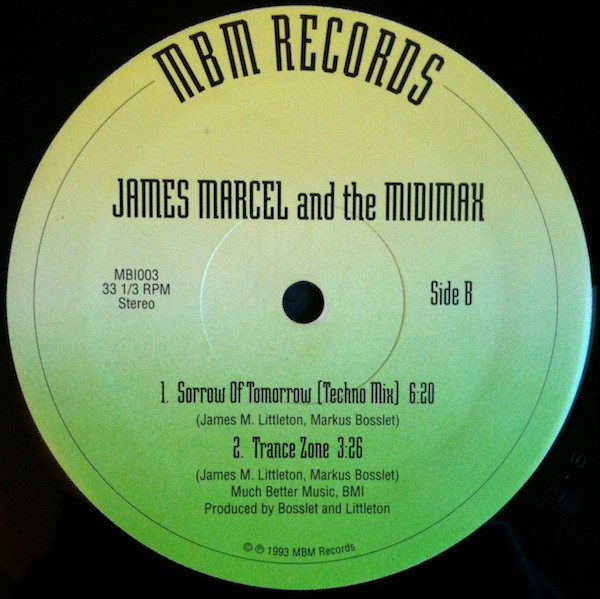 MBM RECORDS
JAMES MARCEL and the MIDIMAX
MBI003
33 1/3 RPM
Stereo
Side B
1. Sorrow Of Tomorrow (Techno Mix) 6:20
(James M. Littleton, Markus Bosslet)
2. Trance Zone 3:26
(James M. Littleton, Markus Bosslet)
Much Better Music, BMI
Produced by Bosslet and Littleton
© ℗ 1993 MBM Records